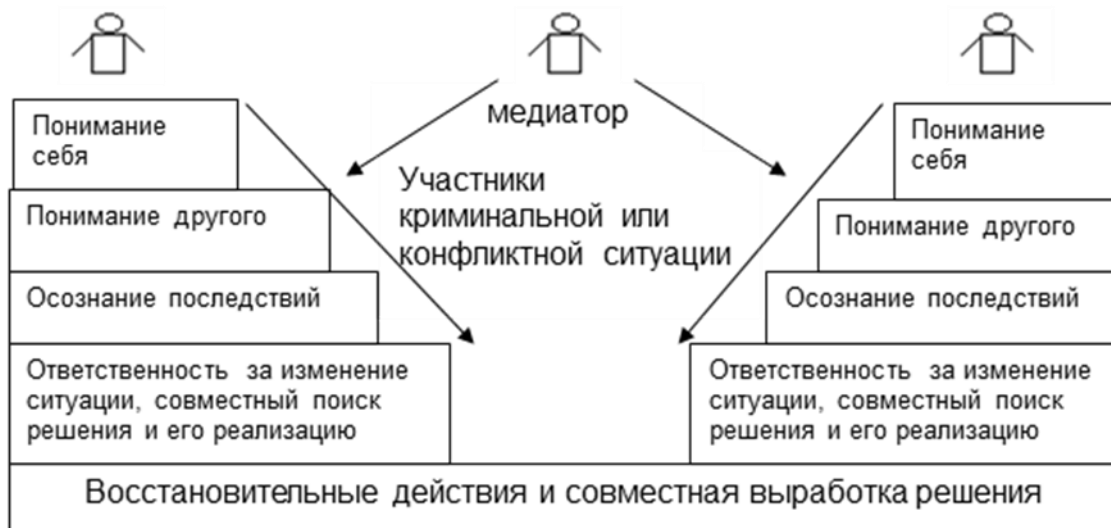 медиатор
Понимание
себя
Понимание другого
Осознание последствий
Ответственность за изменение
ситуации, совместный поиск
решения и его реализацию
Участники
криминальной или
конфликтной ситуации
Понимание
себя
Понимание другого
Осознание последствий
Ответственность за изменение
ситуации, совместный поиск
решения и его реализацию
Восстановительные действия и совместная выработка решения